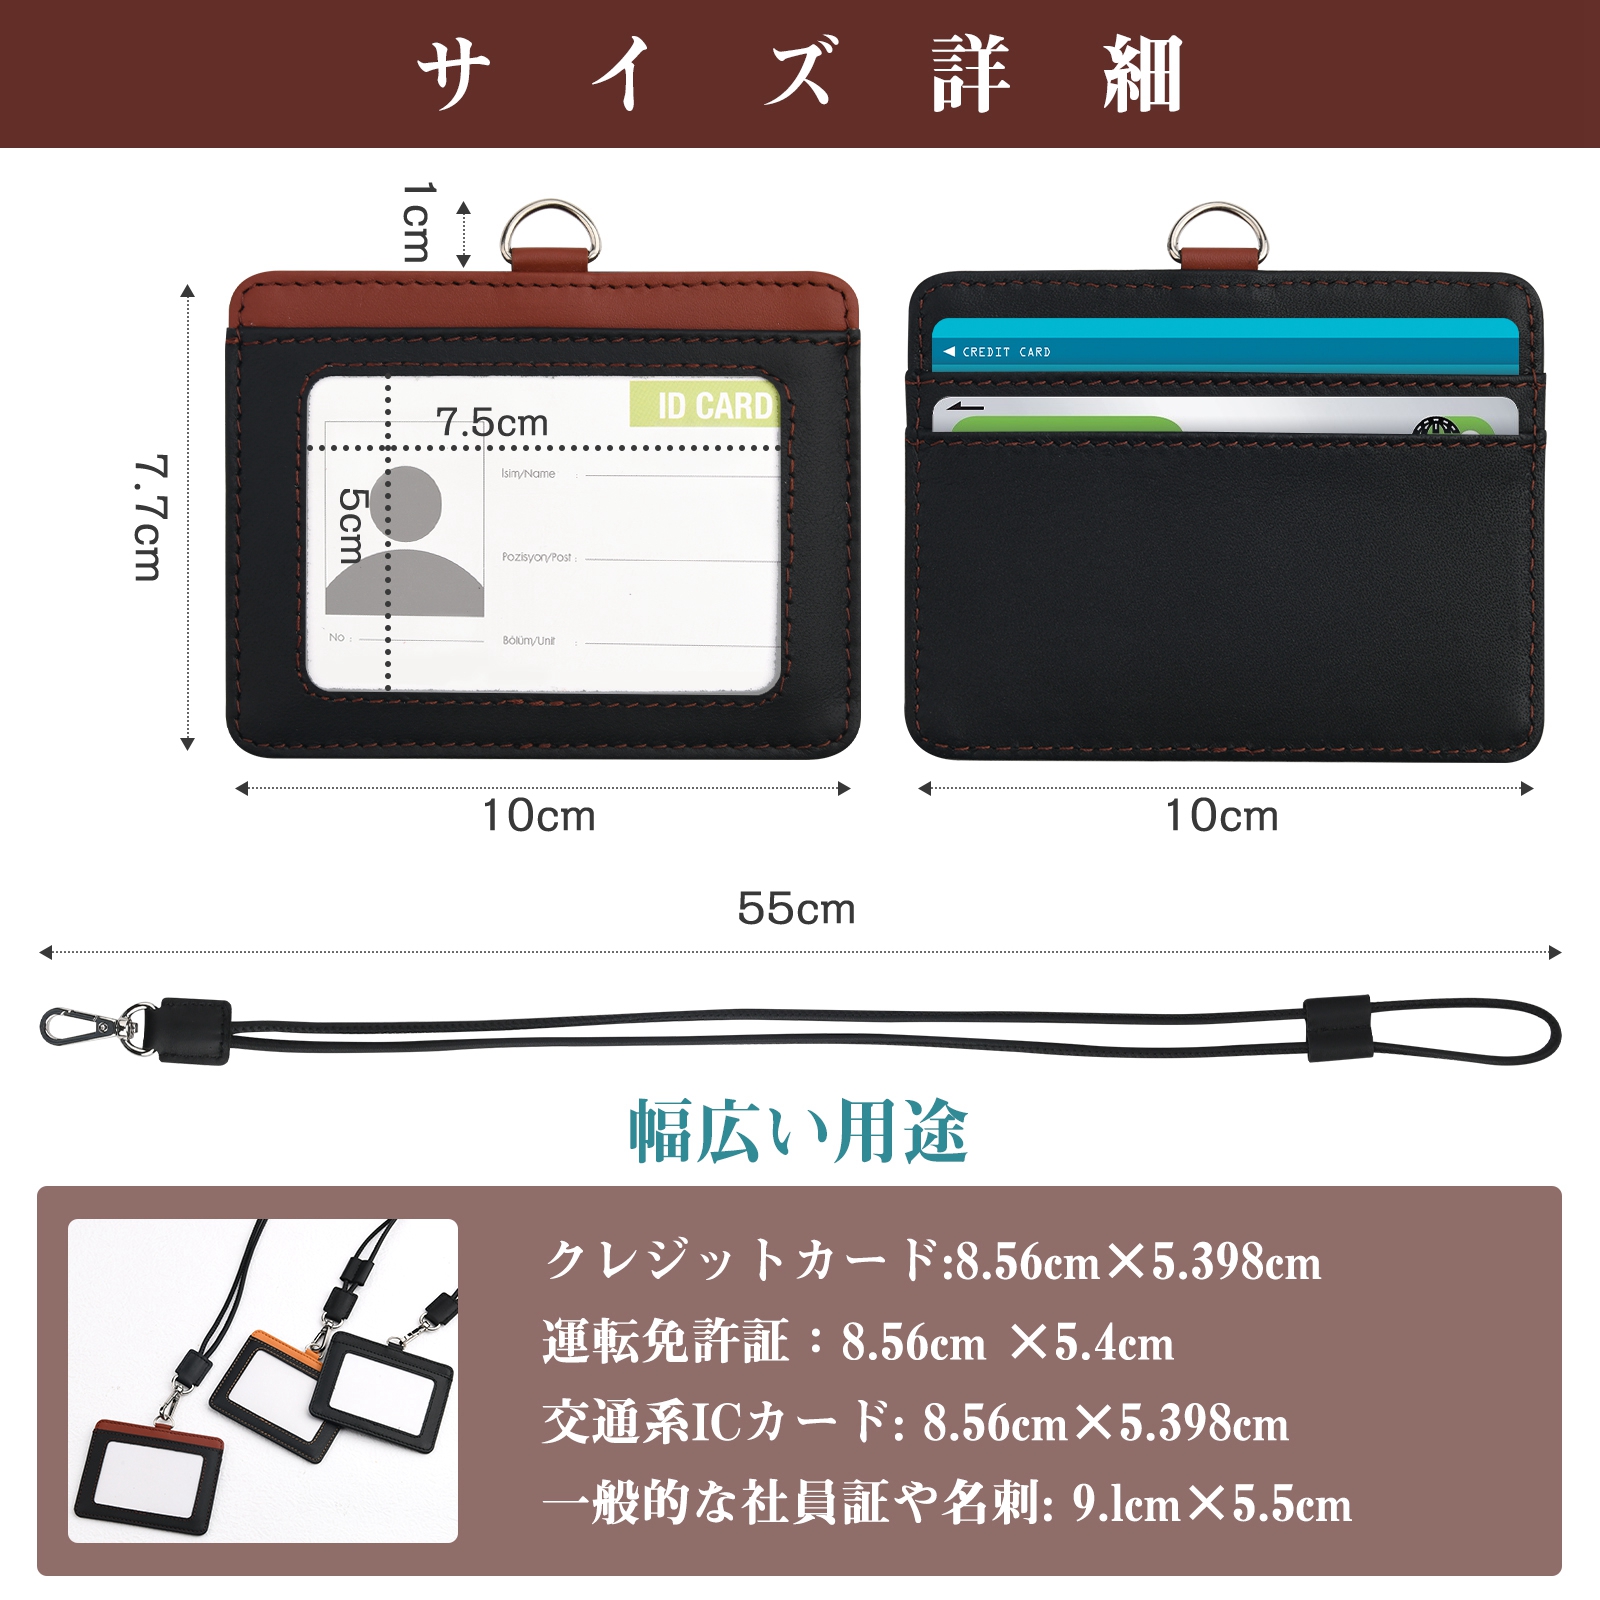 サイズ詳細
1cm
7.7cm
ID CARD
7.5cm
5cm
Isim/Name :
Pozisyon/Post :
No :
Bölüm/Unit :
CREDIT CARD
10cm
10cm
55cm
幅広い用途
クレジットカード:8.56cm×5.398cm
運転免許証：8.56cm ×5.4cm
交通系ICカード: 8.56cm×5.398cm
一般的な社員証や名刺: 9.1cm×5.5cm